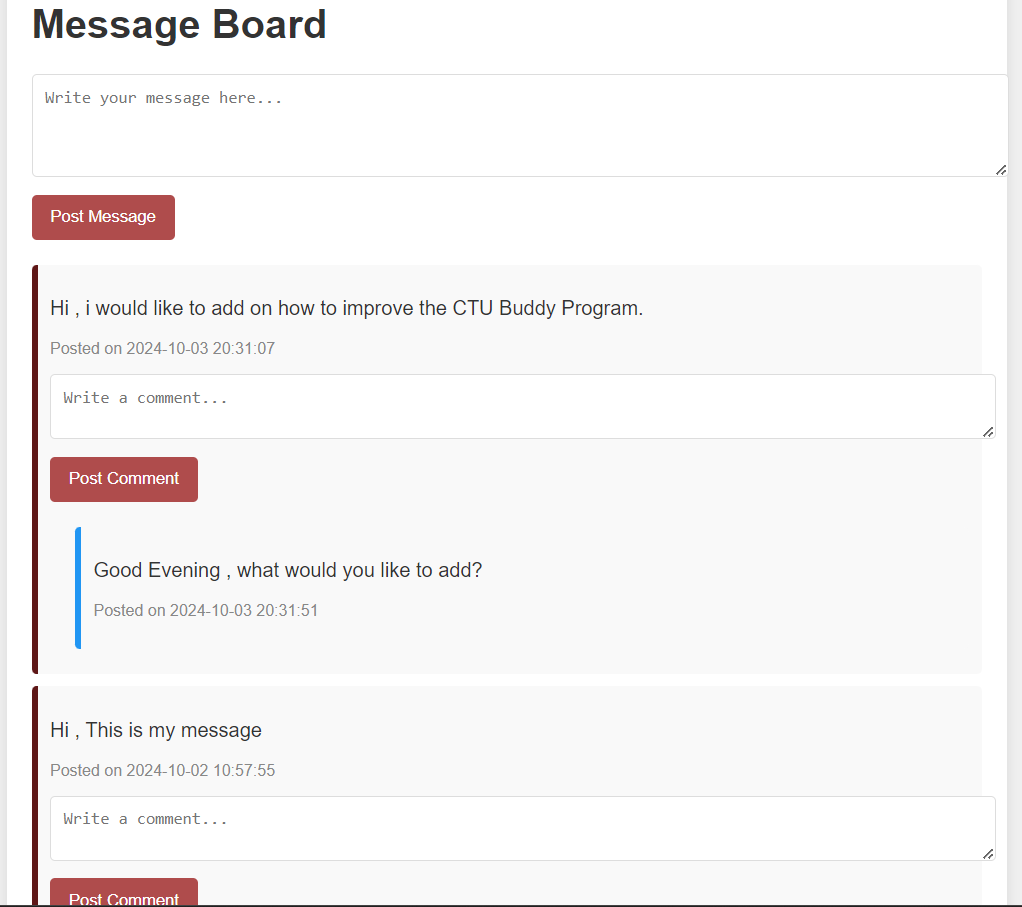 Message Board
Write your message here...
Post Message
Hi , i would like to add on how to improve the CTU Buddy Program.
Posted on 2024-10-03 20:31:07
Write a comment...
Post Comment
Good Evening , what would you like to add?
Posted on 2024-10-03 20:31:51
Hi , This is my message
Posted on 2024-10-02 10:57:55
Write a comment...
Post Comment